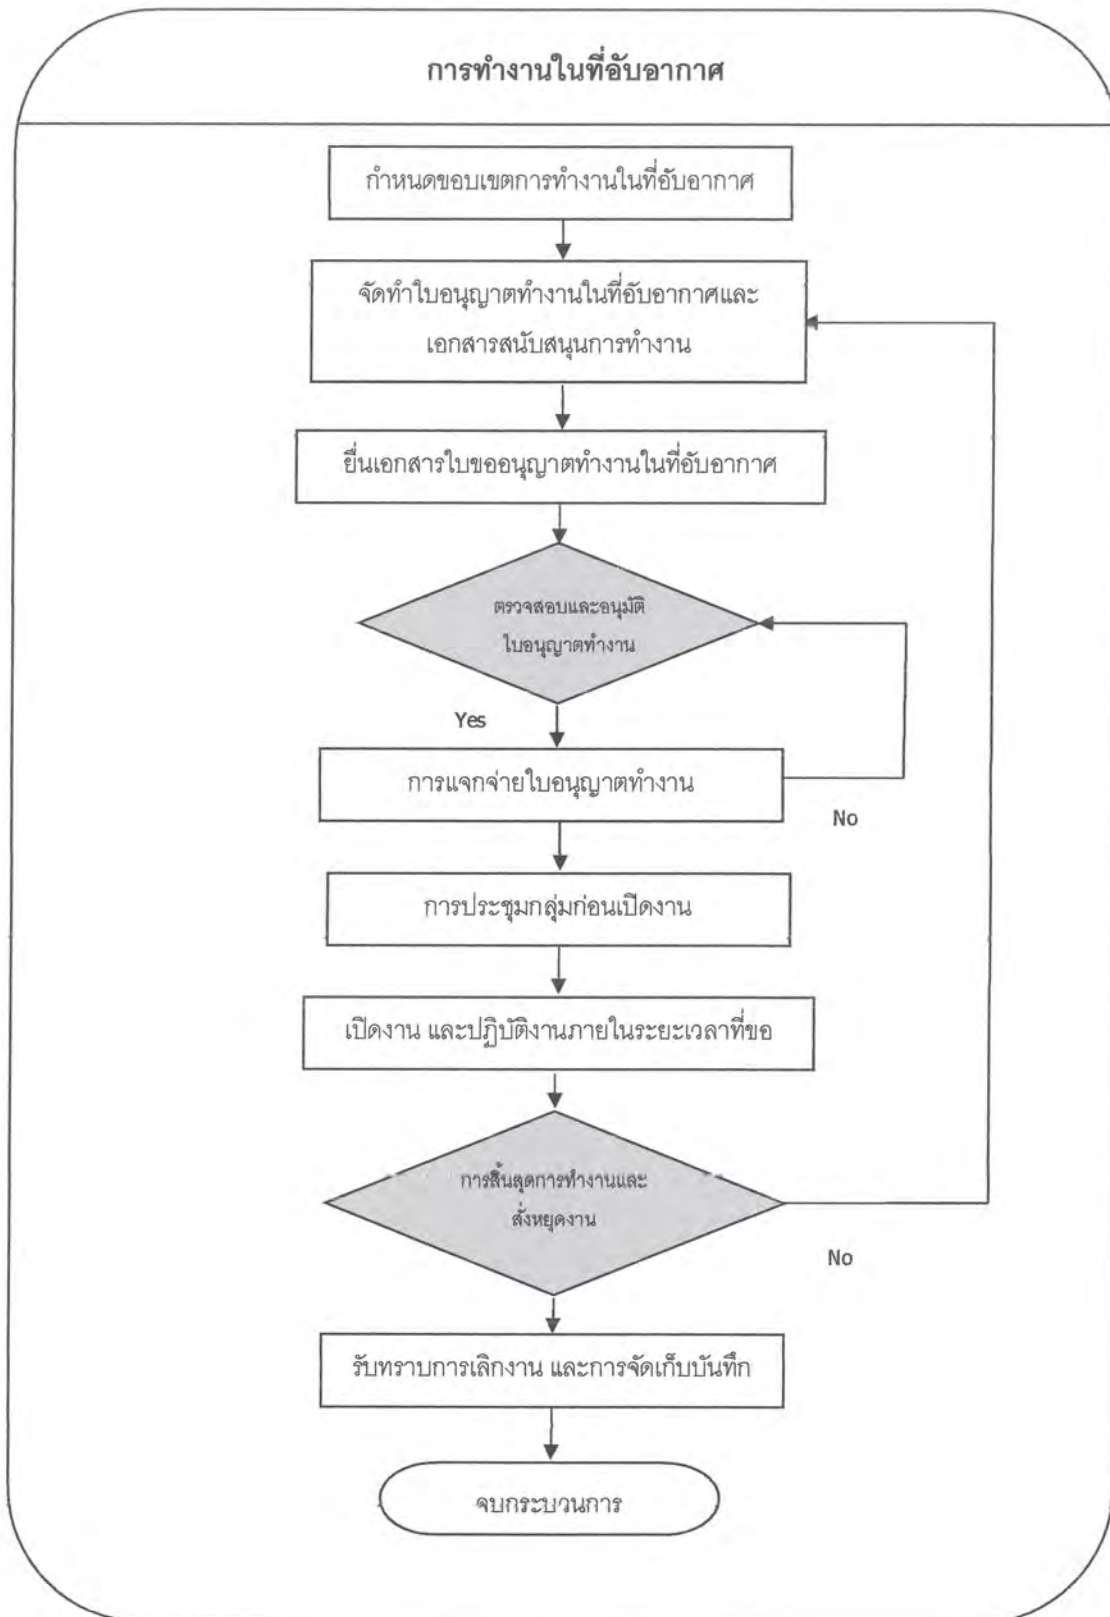 การทำงานในที่อับอากาศ
กำหนดขอบเขตการทำงานในที่อับอากาศ
จัดทำใบอนุญาตทำงานในที่อับอากาศและ
เอกสารสนับสนุนการทำงาน
ยื่นเอกสารใบขออนุญาตทำงานในที่อับอากาศ
ตรวจสอบและอนุมัติ
ใบอนุญาตทำงาน
Yes
การแจกจ่ายใบอนุญาตทำงาน
No
การประชุมกลุ่มก่อนเปิดงาน
เปิดงาน และปฏิบัติงานภายในระยะเวลาที่ขอ
การสิ้นสุดการทำงานและ
สั่งหยุดงาน
No
รับทราบการเลิกงาน และการจัดเก็บบันทึก
จบกระบวนการ